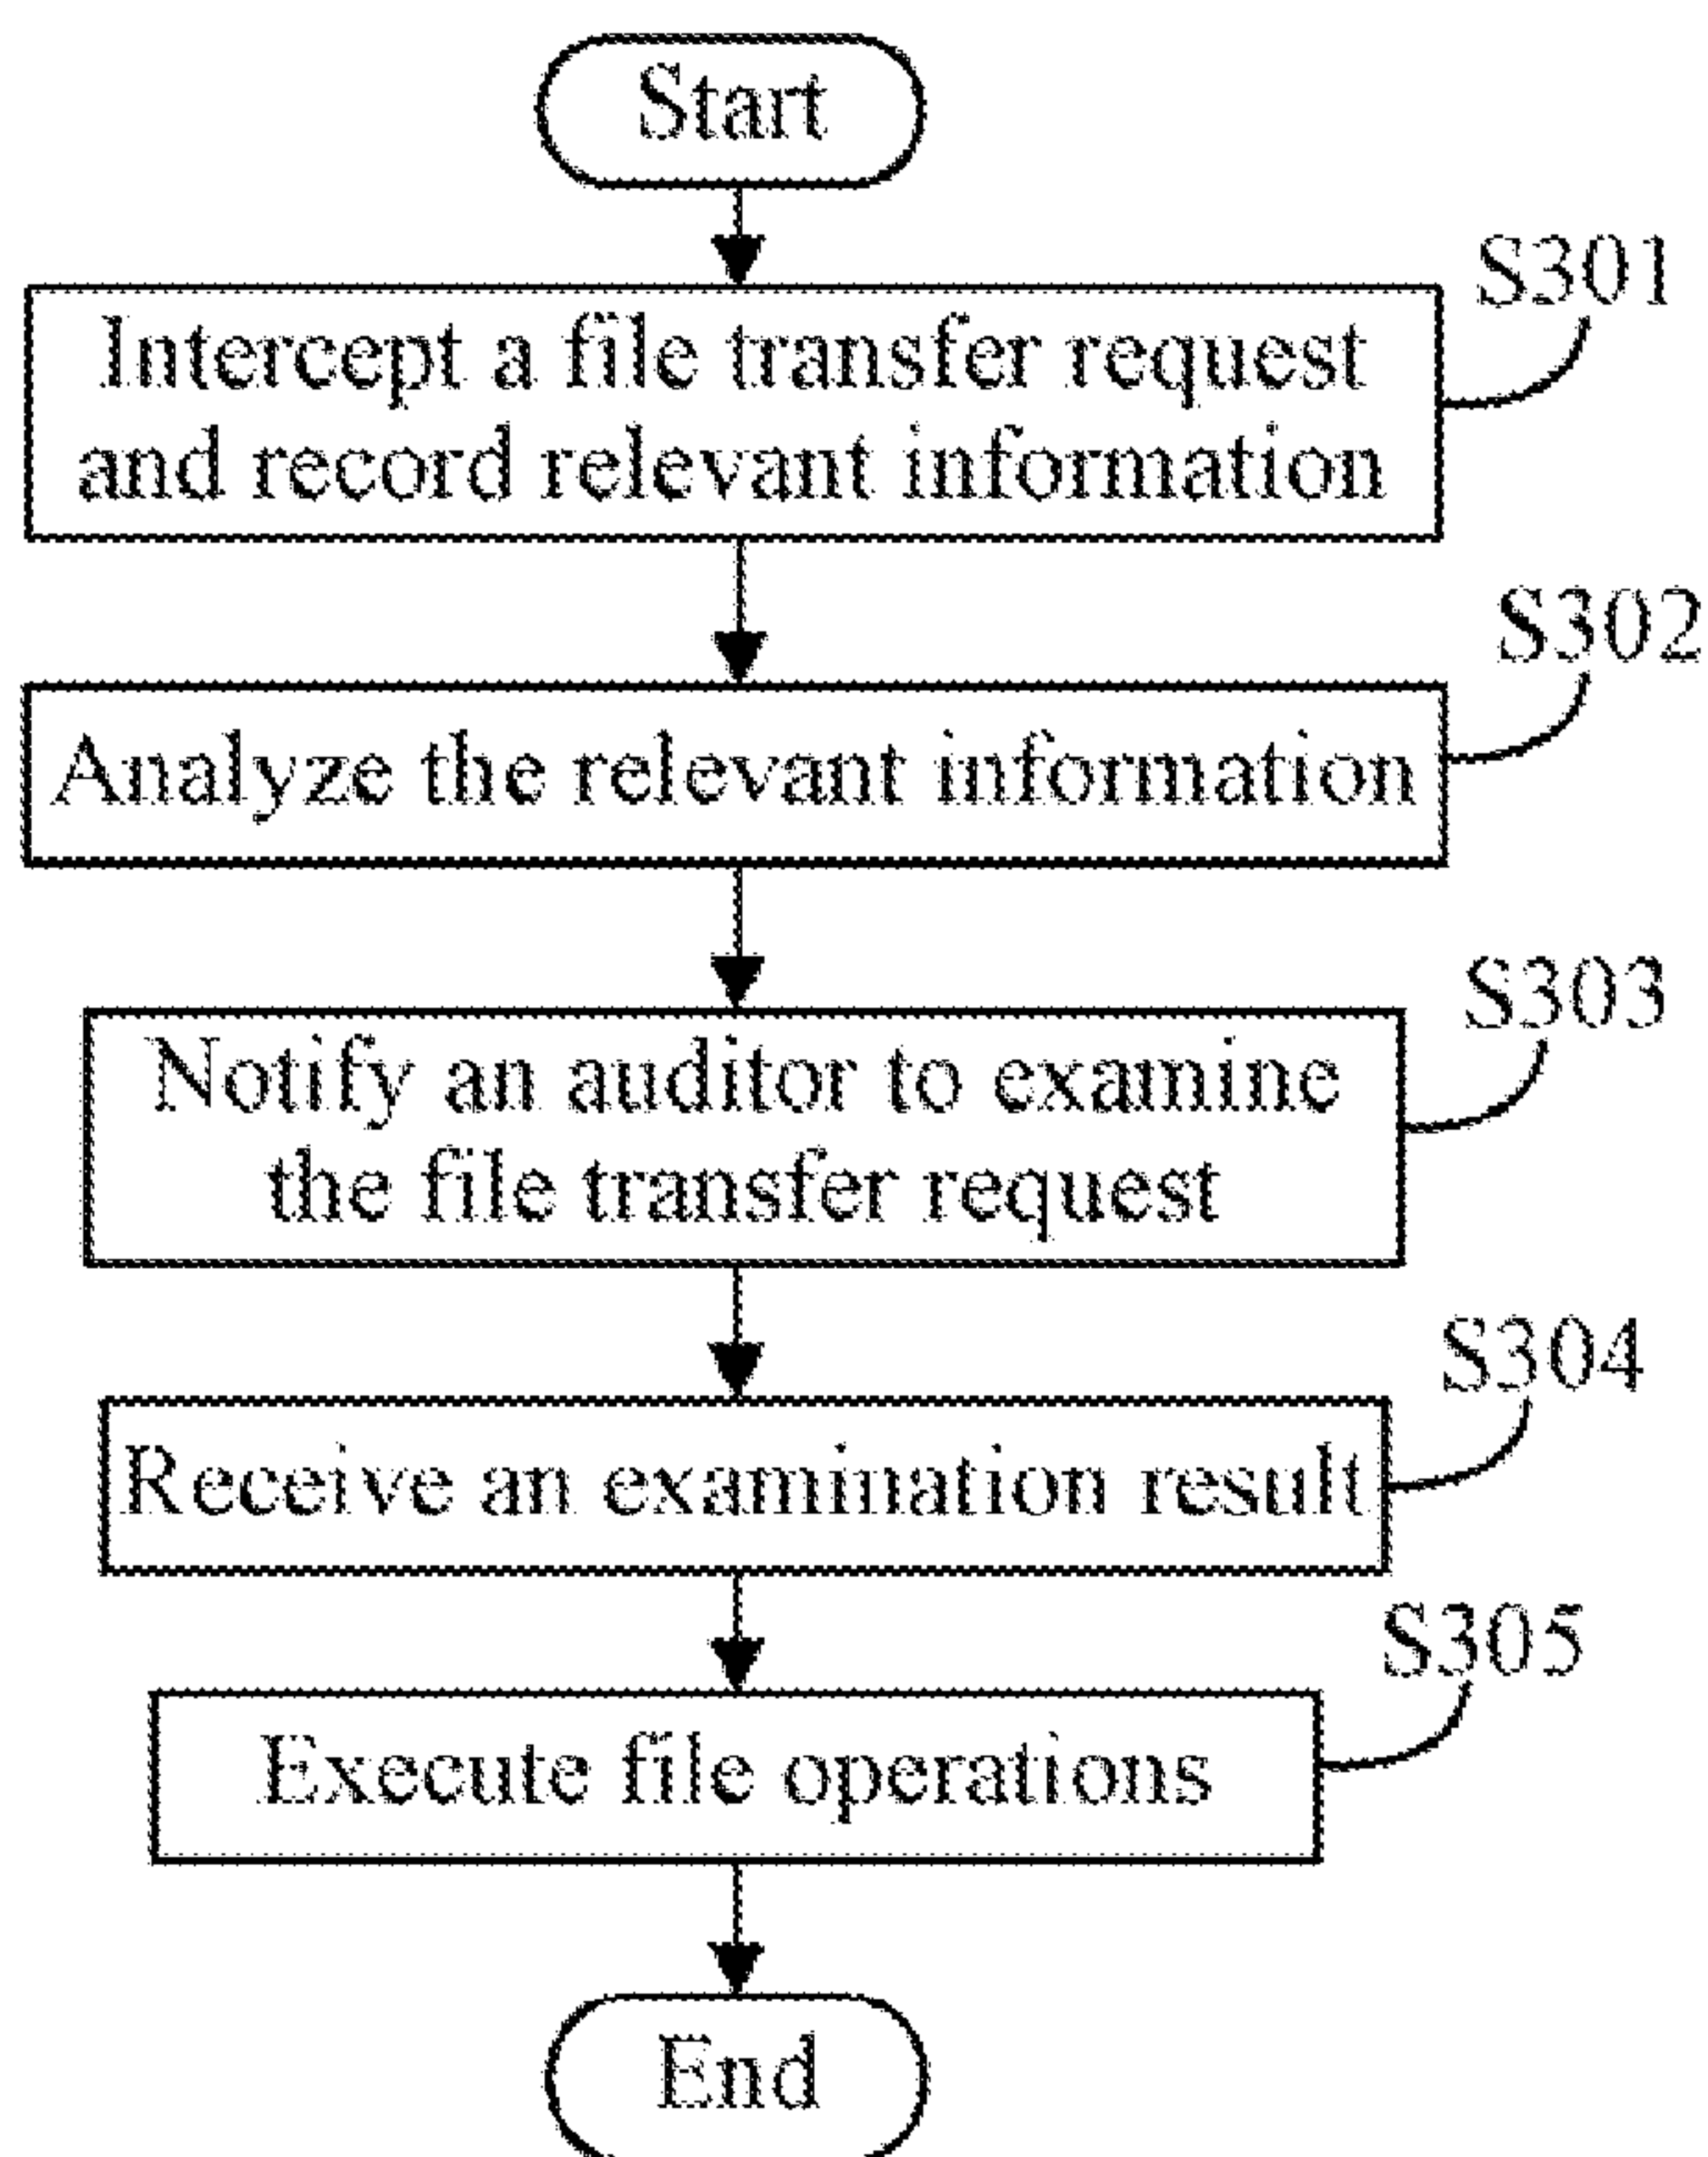 Start
S301
Intercept a file transfer request
and record relevant information
S302
Analyze the relevant information
S303
Notify an auditor to examine
the file transfer request
S304
Receive an examination result
S305
Execute file operations
End